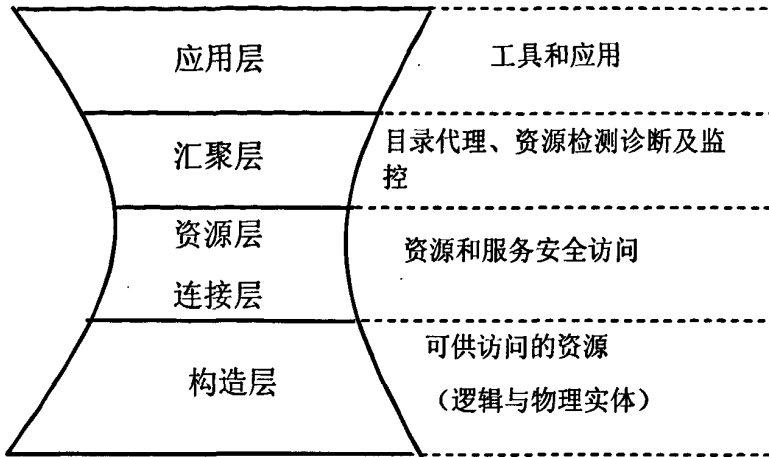 应用层
工具和应用
汇聚层
目录代理、资源检测诊断及监
控
资源层
资源和服务安全访问
连接层
构造层
可供访问的资源
（逻辑与物理实体）